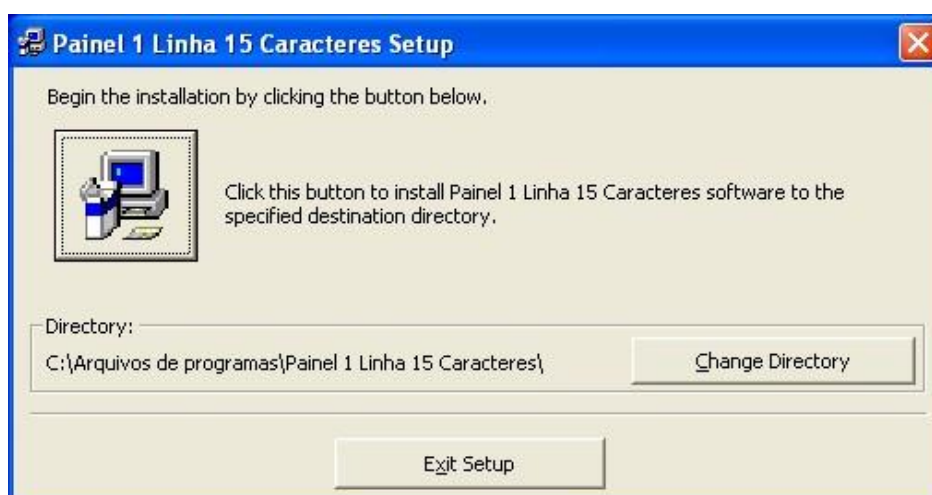 Painel 1 Linha 15 Caracteres Setup
Begin the installation by clicking the button below.
Click this button to install Painel 1 Linha 15 Caracteres software to the
specified destination directory.
Directory:
C:\Arquivos de programas\Painel 1 Linha 15 Caracteres\
Change Directory
Exit Setup